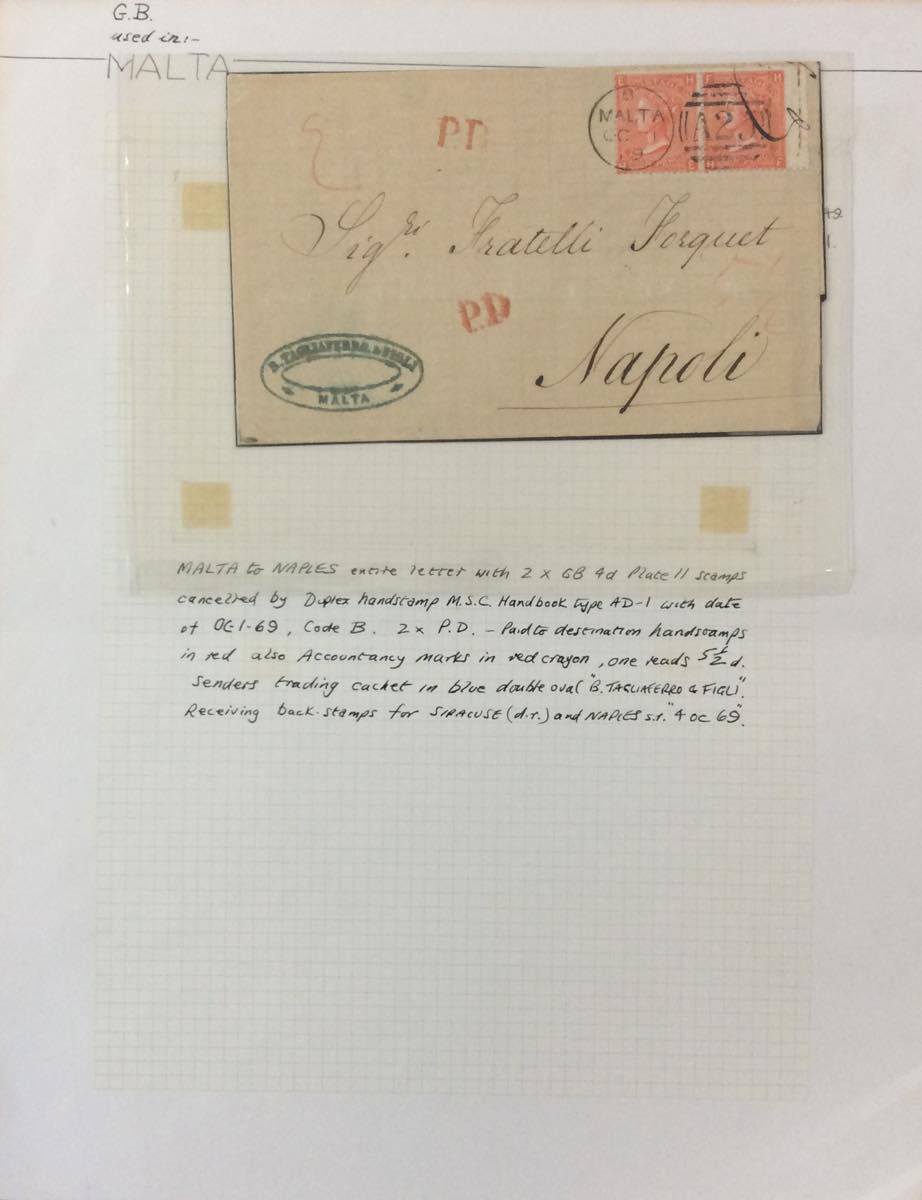 G.B.
used in:-
MALTA
E H F H
MALTA
OC 1
9
A25
P.D
Sigri. Fratelli Forquet
P.D
Napoli
B. TAGLIAFERRO & FIGLI
MALTA
MALTA to NAPLES entire letter with 2 x GB 4d Plate 11 stamps
cancelled by Duplex handstamp M.S.C. Handbook type AD-1 with date
of OC-1-69, Code B. 2 x P.D. - Paid to destination handstamps
in red also Accountancy marks in red crayon, one reads 5½d.
Senders trading cachet in blue double oval "B. TAGLIAFERRO & FIGLI".
Receiving back-stamps for SIRACUSE (d.r.) and NAPLES s.r. "4 OC 69".